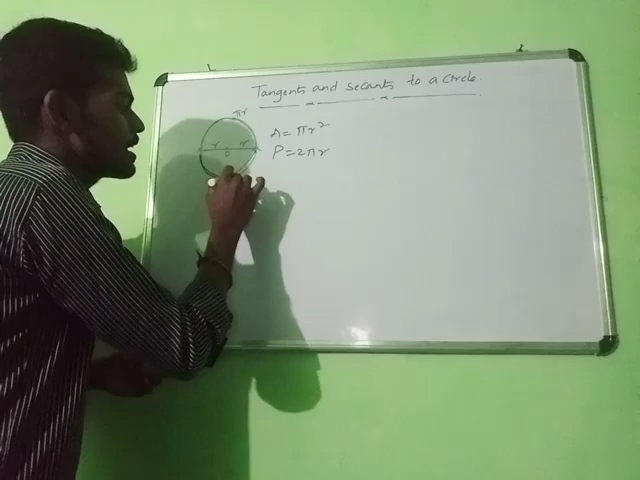 Tangents and secants to a circle.
πr
A = πr²
r r
P = 2πr
O